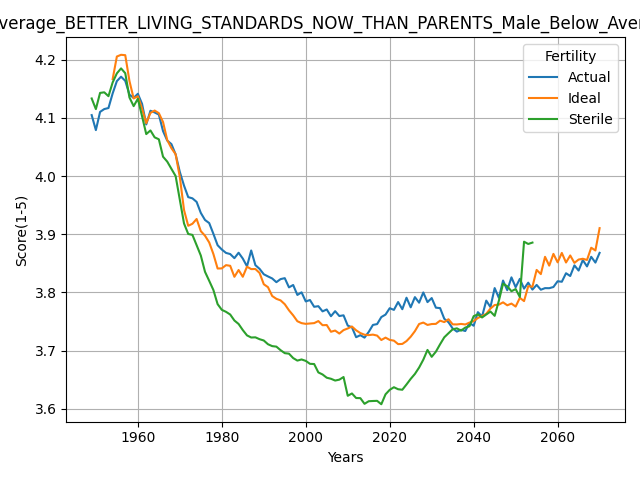 verage_BETTER_LIVING_STANDARDS_NOW_THAN_PARENTS_Male_Below_Aver
Fertility
Actual
Ideal
Sterile
Score(1-5)
4.2
4.1
4.0
3.9
3.8
3.7
3.6
1960 1980 2000 2020 2040 2060
Years